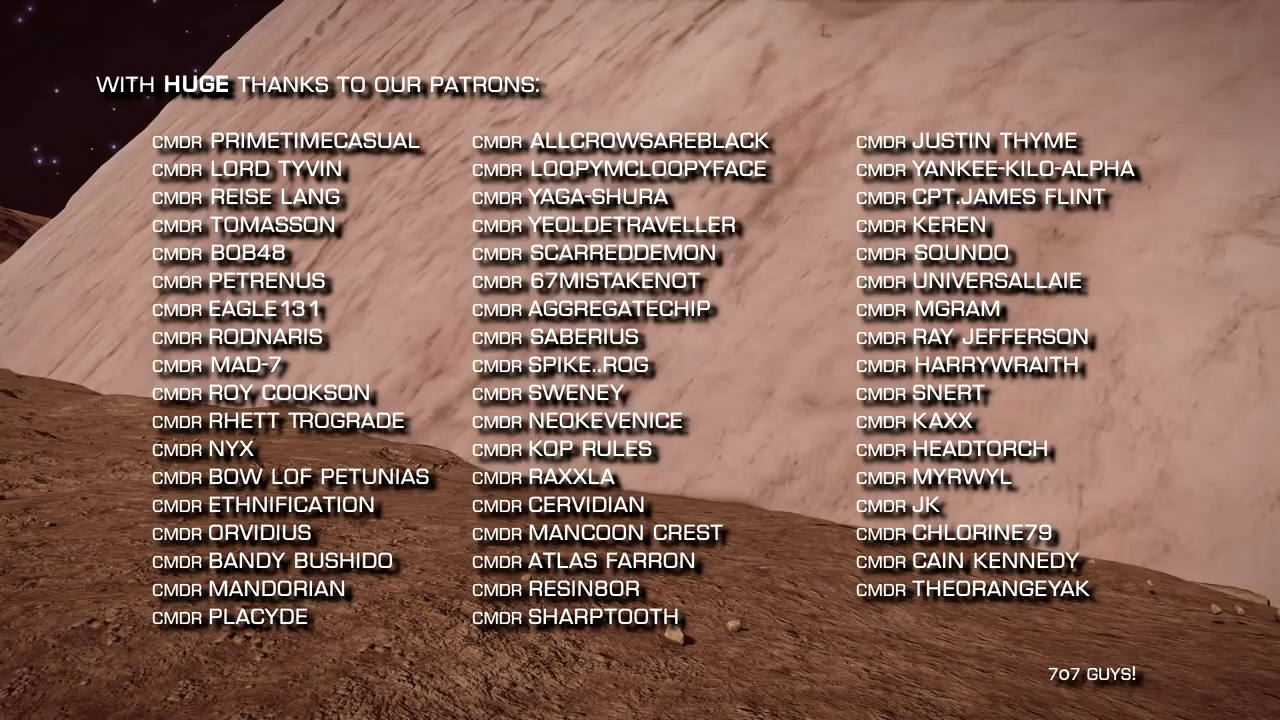 WITH HUGE THANKS TO OUR PATRONS:
CMDR PRIMETIMECASUAL
CMDR LORD TYVIN
CMDR REISE LANG
CMDR TOMASSON
CMDR BOB48
CMDR PETRENUS
CMDR EAGLE131
CMDR RODNARIS
CMDR MAD-7
CMDR ROY COOKSON
CMDR RHETT TROGRADE
CMDR NYX
CMDR BOW LOF PETUNIAS
CMDR ETHNIFICATION
CMDR ORVIDIUS
CMDR BANDY BUSHIDO
CMDR MANDORIAN
CMDR PLACYDE
CMDR ALLCROWSAREBLACK
CMDR LOOPYMCLOOPYFACE
CMDR YAGA-SHURA
CMDR YEOLDETRAVELLER
CMDR SCARREDDEMON
CMDR 67MISTAKENOT
CMDR AGGREGATECHIP
CMDR SABERIUS
CMDR SPIKE..ROG
CMDR SWENEY
CMDR NEOKEVENICE
CMDR KOP RULES
CMDR RAXXLA
CMDR CERVIDIAN
CMDR MANCOON CREST
CMDR ATLAS FARRON
CMDR RESIN8OR
CMDR SHARPTOOTH
CMDR JUSTIN THYME
CMDR YANKEE-KILO-ALPHA
CMDR CPT.JAMES FLINT
CMDR KEREN
CMDR SOUNDO
CMDR UNIVERSALLAIE
CMDR MGRAM
CMDR RAY JEFFERSON
CMDR HARRYWRAITH
CMDR SNERT
CMDR KAXX
CMDR HEADTORCH
CMDR MYRWYL
CMDR JK
CMDR CHLORINE79
CMDR CAIN KENNEDY
CMDR THEORANGEYAK
7o7 GUYS!